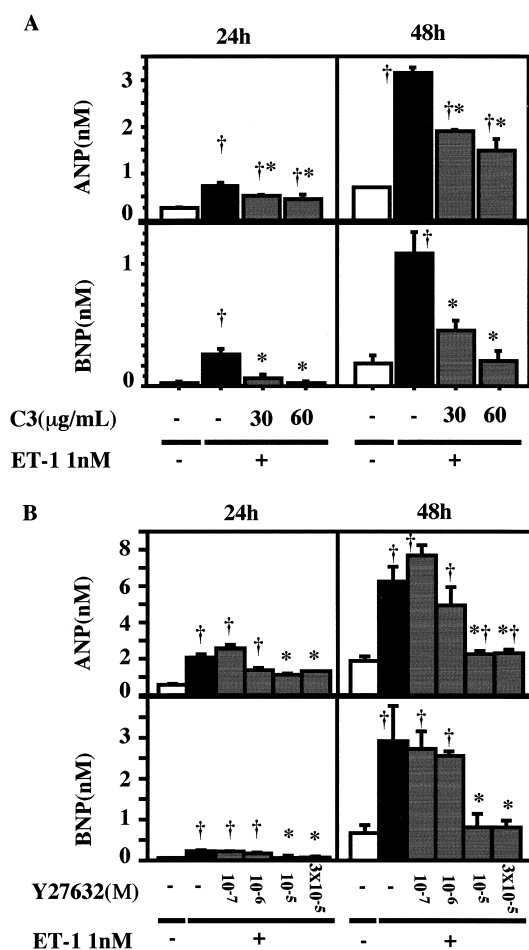 A
24h 48h
ANP(nM)
3
2
1
0
† †* †*
† †* †*
BNP(nM)
1
0
† * *
† * *
C3(μg/mL) - - 30 60 - - 30 60
ET-1 1nM - + - +
B
24h 48h
ANP(nM)
8
6
4
2
0
† † † * *
† † † *† *†
BNP(nM)
3
2
1
0
† † † * *
† † † * *
Y27632(M) - - 10-7 10-6 10-5 3X10-5 - - 10-7 10-6 10-5 3X10-5
ET-1 1nM - + - +